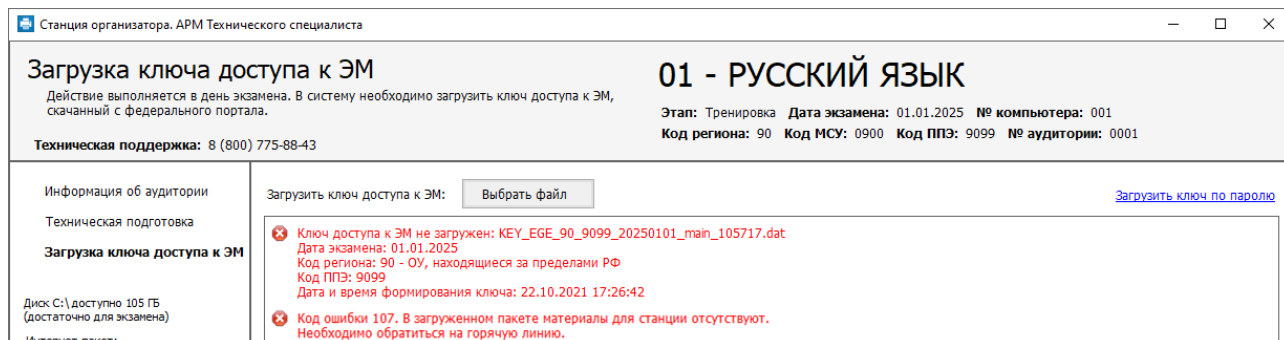 Станция организатора. АРМ Технического специалиста
Загрузка ключа доступа к ЭМ
Действие выполняется в день экзамена. В систему необходимо загрузить ключ доступа к ЭМ,
скачанный с федерального портала.
Техническая поддержка: 8 (800) 775-88-43
01 - РУССКИЙ ЯЗЫК
Этап: Тренировка Дата экзамена: 01.01.2025 № компьютера: 001
Код региона: 90 Код МСУ: 0900 Код ППЭ: 9099 № аудитории: 0001
Информация об аудитории
Техническая подготовка
Загрузка ключа доступа к ЭМ
Диск C:\ доступно 105 ГБ
(достаточно для экзамена)
Загрузить ключ доступа к ЭМ: Выбрать файл Загрузить ключ по паролю
Ключ доступа к ЭМ не загружен: KEY_EGE_90_9099_20250101_main_105717.dat
Дата экзамена: 01.01.2025
Код региона: 90 - ОУ, находящиеся за пределами РФ
Код ППЭ: 9099
Дата и время формирования ключа: 22.10.2021 17:26:42
Код ошибки 107. В загруженном пакете материалы для станции отсутствуют.
Необходимо обратиться на горячую линию.